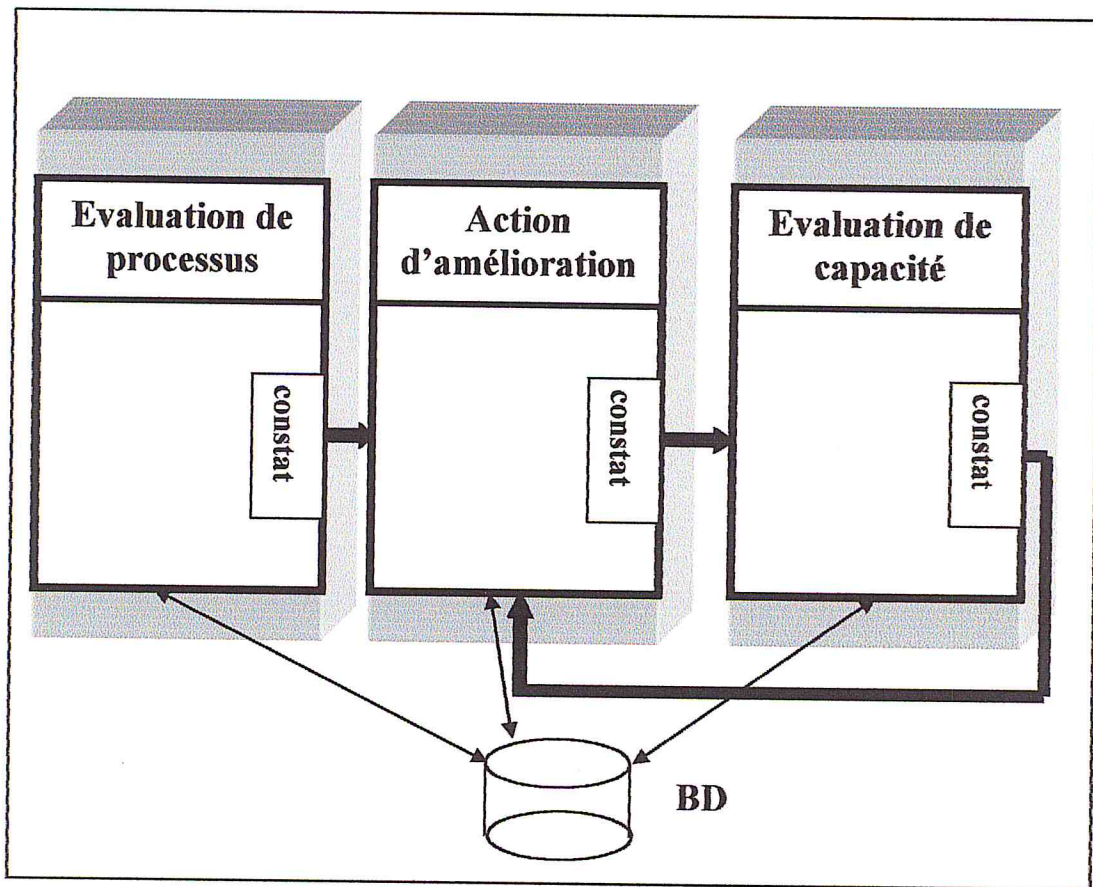 Evaluation de
processus
Action
d'amélioration
Evaluation de
capacité
constat
constat
constat
BD